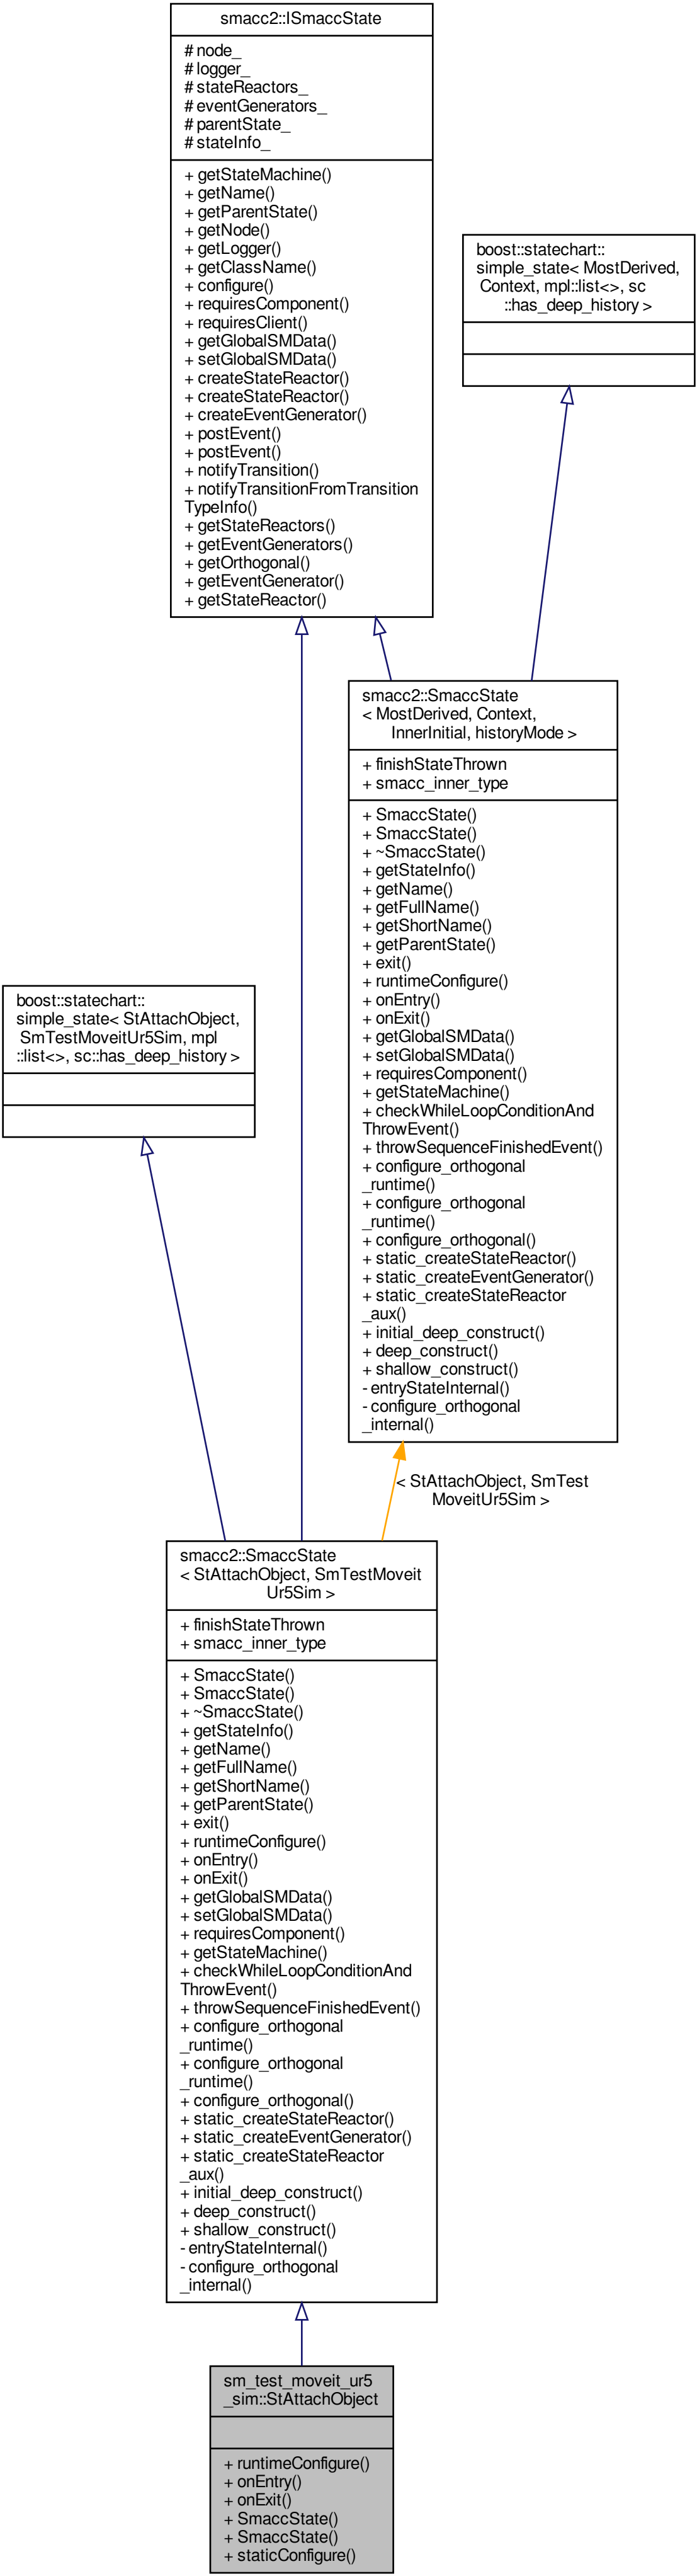 smacc2::ISmaccState
# node_
# logger_
# stateReactors_
# eventGenerators_
# parentState_
# stateInfo_
+ getStateMachine()
+ getName()
+ getParentState()
+ getNode()
+ getLogger()
+ getClassName()
+ configure()
+ requiresComponent()
+ requiresClient()
+ getGlobalSMData()
+ setGlobalSMData()
+ createStateReactor()
+ createStateReactor()
+ createEventGenerator()
+ postEvent()
+ postEvent()
+ notifyTransition()
+ notifyTransitionFromTransition
TypeInfo()
+ getStateReactors()
+ getEventGenerators()
+ getOrthogonal()
+ getEventGenerator()
+ getStateReactor()
boost::statechart::
simple_state< MostDerived,
Context, mpl::list<>, sc
::has_deep_history >
smacc2::SmaccState
< MostDerived, Context,
InnerInitial, historyMode >
+ finishStateThrown
+ smacc_inner_type
+ SmaccState()
+ SmaccState()
+ ~SmaccState()
+ getStateInfo()
+ getName()
+ getFullName()
+ getShortName()
+ getParentState()
+ exit()
+ runtimeConfigure()
+ onEntry()
+ onExit()
+ getGlobalSMData()
+ setGlobalSMData()
+ requiresComponent()
+ getStateMachine()
+ checkWhileLoopConditionAnd
ThrowEvent()
+ throwSequenceFinishedEvent()
+ configure_orthogonal
_runtime()
+ configure_orthogonal
_runtime()
+ configure_orthogonal()
+ static_createStateReactor()
+ static_createEventGenerator()
+ static_createStateReactor
_aux()
+ initial_deep_construct()
+ deep_construct()
+ shallow_construct()
- entryStateInternal()
- configure_orthogonal
_internal()
boost::statechart::
simple_state< StAttachObject,
SmTestMoveitUr5Sim, mpl
::list<>, sc::has_deep_history >
< StAttachObject, SmTest
MoveitUr5Sim >
smacc2::SmaccState
< StAttachObject, SmTestMoveit
Ur5Sim >
+ finishStateThrown
+ smacc_inner_type
+ SmaccState()
+ SmaccState()
+ ~SmaccState()
+ getStateInfo()
+ getName()
+ getFullName()
+ getShortName()
+ getParentState()
+ exit()
+ runtimeConfigure()
+ onEntry()
+ onExit()
+ getGlobalSMData()
+ setGlobalSMData()
+ requiresComponent()
+ getStateMachine()
+ checkWhileLoopConditionAnd
ThrowEvent()
+ throwSequenceFinishedEvent()
+ configure_orthogonal
_runtime()
+ configure_orthogonal
_runtime()
+ configure_orthogonal()
+ static_createStateReactor()
+ static_createEventGenerator()
+ static_createStateReactor
_aux()
+ initial_deep_construct()
+ deep_construct()
+ shallow_construct()
- entryStateInternal()
- configure_orthogonal
_internal()
sm_test_moveit_ur5
_sim::StAttachObject
+ runtimeConfigure()
+ onEntry()
+ onExit()
+ SmaccState()
+ SmaccState()
+ staticConfigure()